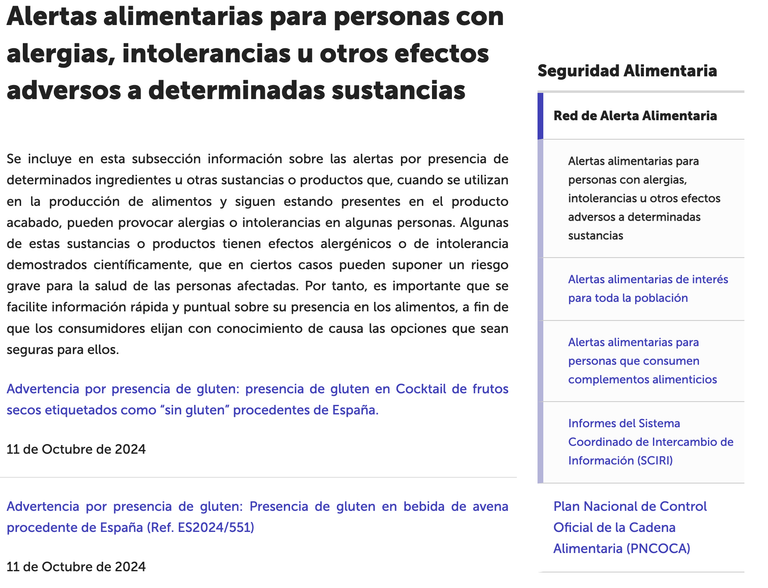 Alertas alimentarias para personas con
alergias, intolerancias u otros efectos
adversos a determinadas sustancias
Se incluye en esta subsección información sobre las alertas por presencia de
determinados ingredientes u otras sustancias o productos que, cuando se utilizan
en la producción de alimentos y siguen estando presentes en el producto
acabado, pueden provocar alergias o intolerancias en algunas personas. Algunas
de estas sustancias o productos tienen efectos alergénicos o de intolerancia
demostrados científicamente, que en ciertos casos pueden suponer un riesgo
grave para la salud de las personas afectadas. Por tanto, es importante que se
facilite información rápida y puntual sobre su presencia en los alimentos, a fin de
que los consumidores elijan con conocimiento de causa las opciones que sean
seguras para ellos.
Advertencia por presencia de gluten: presencia de gluten en Cocktail de frutos
secos etiquetados como “sin gluten” procedentes de España.
11 de Octubre de 2024
Advertencia por presencia de gluten: Presencia de gluten en bebida de avena
procedente de España (Ref. ES2024/551)
11 de Octubre de 2024
Seguridad Alimentaria
Red de Alerta Alimentaria
Alertas alimentarias para
personas con alergias,
intolerancias u otros efectos
adversos a determinadas
sustancias
Alertas alimentarias de interés
para toda la población
Alertas alimentarias para
personas que consumen
complementos alimenticios
Informes del Sistema
Coordinado de Intercambio de
Información (SCIRI)
Plan Nacional de Control
Oficial de la Cadena
Alimentaria (PNCOCA)